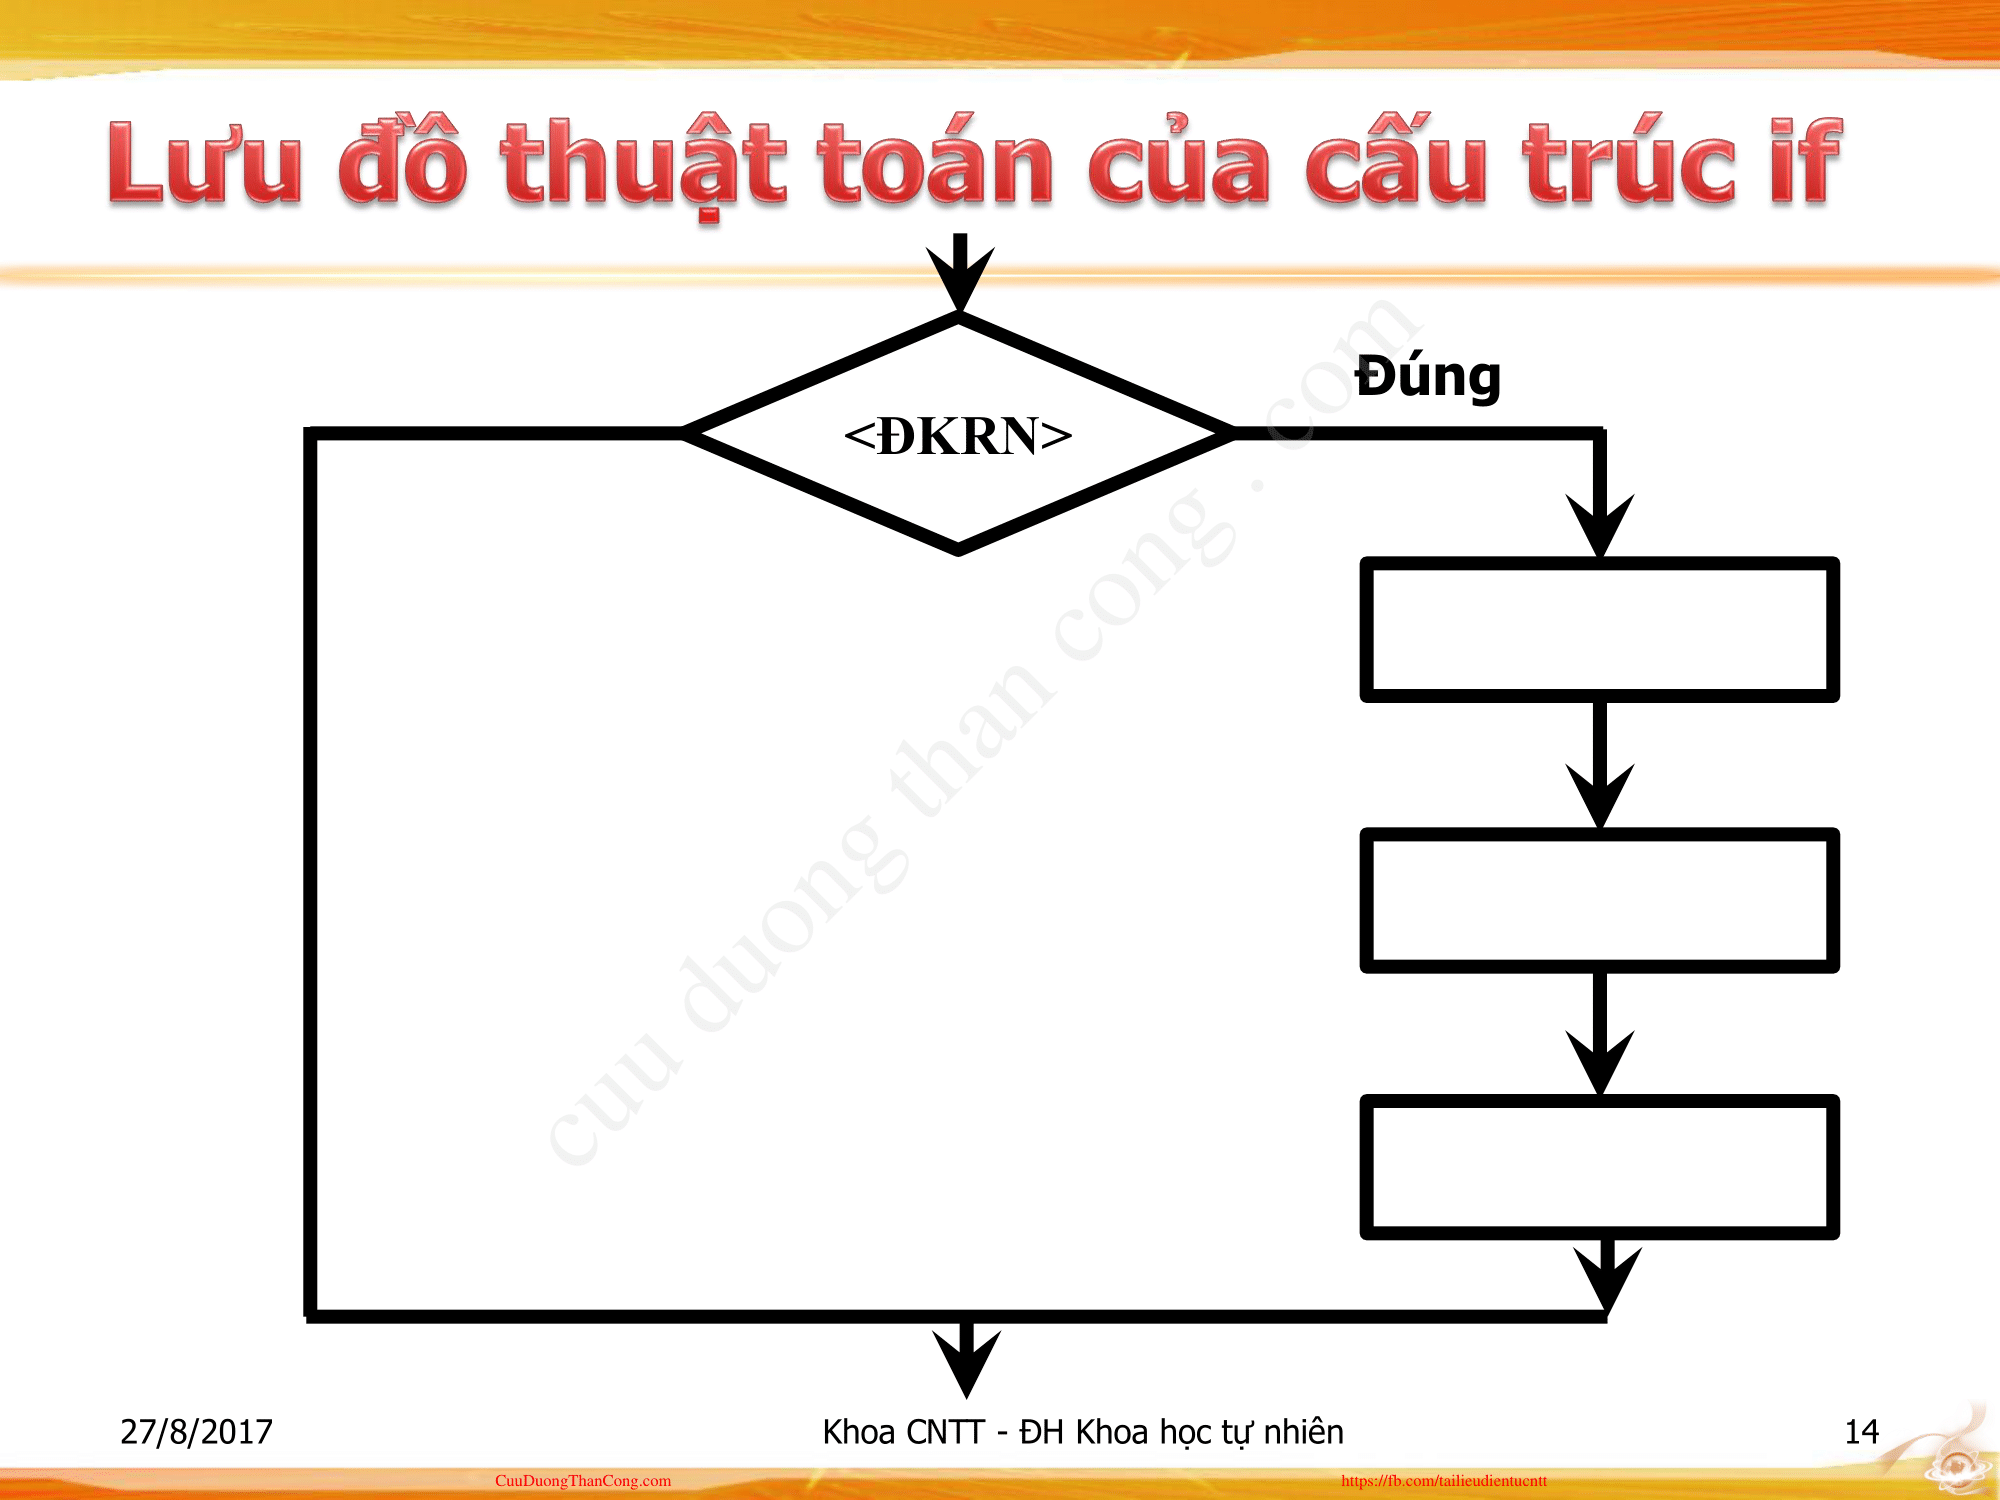 Lưu đồ thuật toán của cấu trúc if
Đúng
<ĐKRN>
cuu duong than cong . com
27/8/2017
Khoa CNTT - ĐH Khoa học tự nhiên
14
CuuDuongThanCong.com
https://fb.com/tailieudientucntt